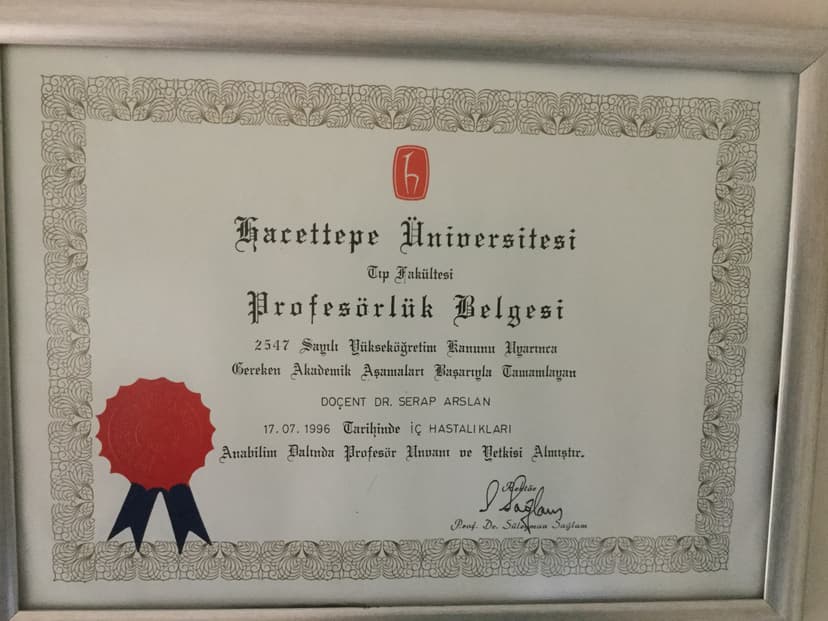 Hacettepe Üniversitesi
Tıp Fakültesi
Profesörlük Belgesi
2547 Sayılı Yükseköğretim Kanunu Uyarınca
Gereken Akademik Aşamaları Başarıyla Tamamlayan
DOÇENT DR. SERAP ARSLAN
17.07.1996 Tarihinde İÇ HASTALIKLARI
Anabilim Dalında Profesör Unvanı ve Yetkisi Almıştır.
Rektör
Prof. Dr. Süleyman Sağlam